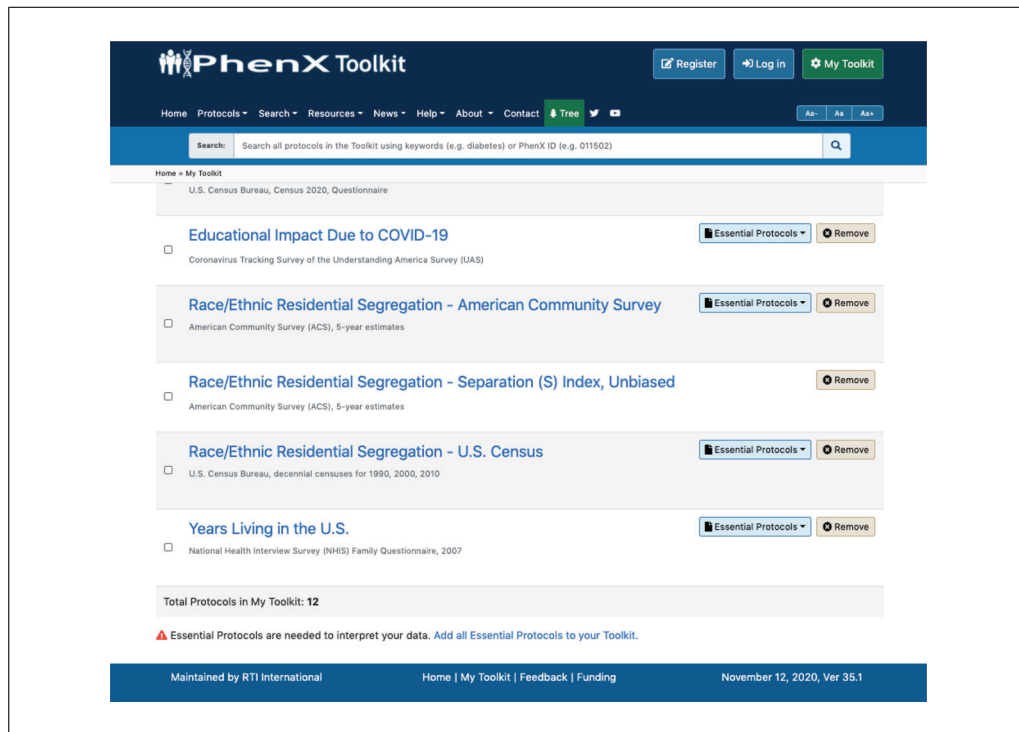 PhenX Toolkit
Register
Log in
My Toolkit
Home Protocols Search Resources News Help About Contact Tree
Aa- Aa Aa+
Search: Search all protocols in the Toolkit using keywords (e.g. diabetes) or PhenX ID (e.g. 011502)
Home » My Toolkit
U.S. Census Bureau, Census 2020, Questionnaire
Educational Impact Due to COVID-19
Essential Protocols Remove
Coronavirus Tracking Survey of the Understanding America Survey (UAS)
Race/Ethnic Residential Segregation - American Community Survey
Essential Protocols Remove
American Community Survey (ACS), 5-year estimates
Race/Ethnic Residential Segregation - Separation (S) Index, Unbiased
Remove
American Community Survey (ACS), 5-year estimates
Race/Ethnic Residential Segregation - U.S. Census
Essential Protocols Remove
U.S. Census Bureau, decennial censuses for 1990, 2000, 2010
Years Living in the U.S.
Essential Protocols Remove
National Health Interview Survey (NHIS) Family Questionnaire, 2007
Total Protocols in My Toolkit: 12
Essential Protocols are needed to interpret your data. Add all Essential Protocols to your Toolkit.
Maintained by RTI International
Home | My Toolkit | Feedback | Funding
November 12, 2020, Ver 35.1